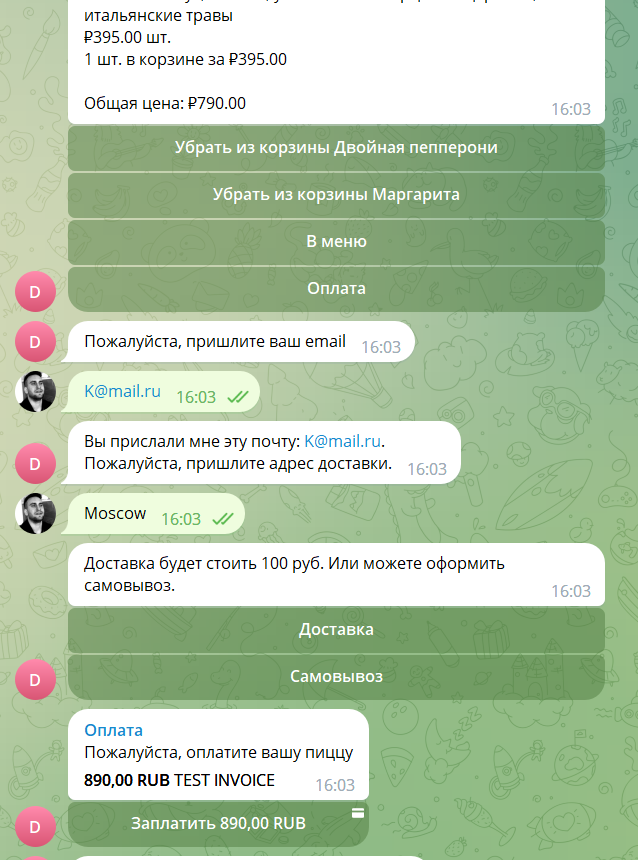 итальянские травы
₽395.00 шт.
1 шт. в корзине за ₽395.00
Общая цена: ₽790.00
16:03
Убрать из корзины Двойная пепперони
Убрать из корзины Маргарита
В меню
Оплата
D
Пожалуйста, пришлите ваш email 16:03
D
K@mail.ru 16:03
Вы прислали мне эту почту: K@mail.ru.
Пожалуйста, пришлите адрес доставки. 16:03
D
Moscow 16:03
Доставка будет стоить 100 руб. Или можете оформить
самовывоз. 16:03
Доставка
Самовывоз
D
Оплата
Пожалуйста, оплатите вашу пиццу
890,00 RUB TEST INVOICE 16:03
Заплатить 890,00 RUB
D